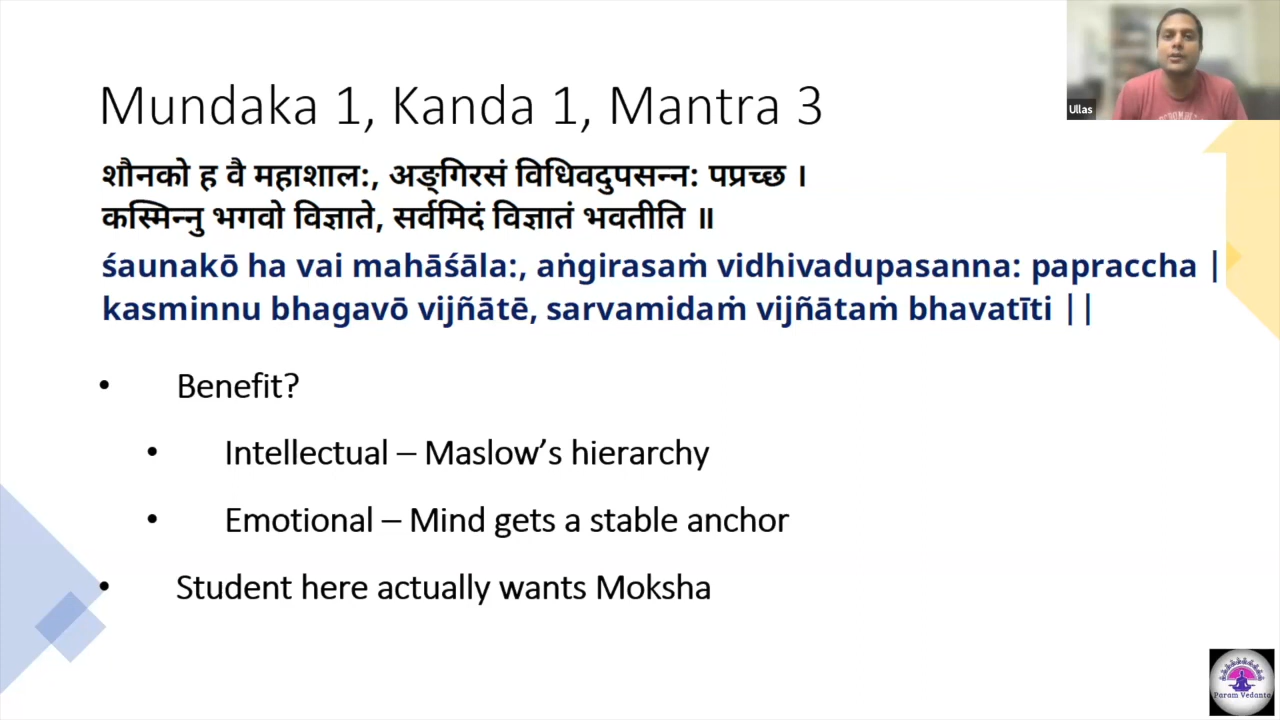 Ullas
Mundaka 1, Kanda 1, Mantra 3
शौनको ह वै महाशाल:, अङ्गिरसं विधिवदुपसन्न: पप्रच्छ ।
कस्मिन्नु भगवो विज्ञाते, सर्वमिदं विज्ञातं भवतीति ॥
śaunakō ha vai mahāśāla:, aṅgirasaṁ vidhivadupasanna: papraccha |
kasminnu bhagavō vijñātē, sarvamidaṁ vijñātaṁ bhavatīti ||
• Benefit?
• Intellectual – Maslow’s hierarchy
• Emotional – Mind gets a stable anchor
• Student here actually wants Moksha
Param Vedanta